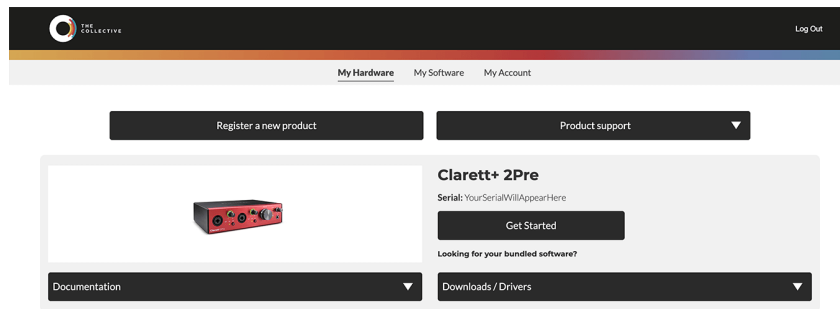 THE
COLLECTIVE
Log Out
My Hardware My Software My Account
Register a new product
Product support
Clarett+ 2Pre
Serial: YourSerialWillAppearHere
Get Started
Looking for your bundled software?
Documentation
Downloads / Drivers